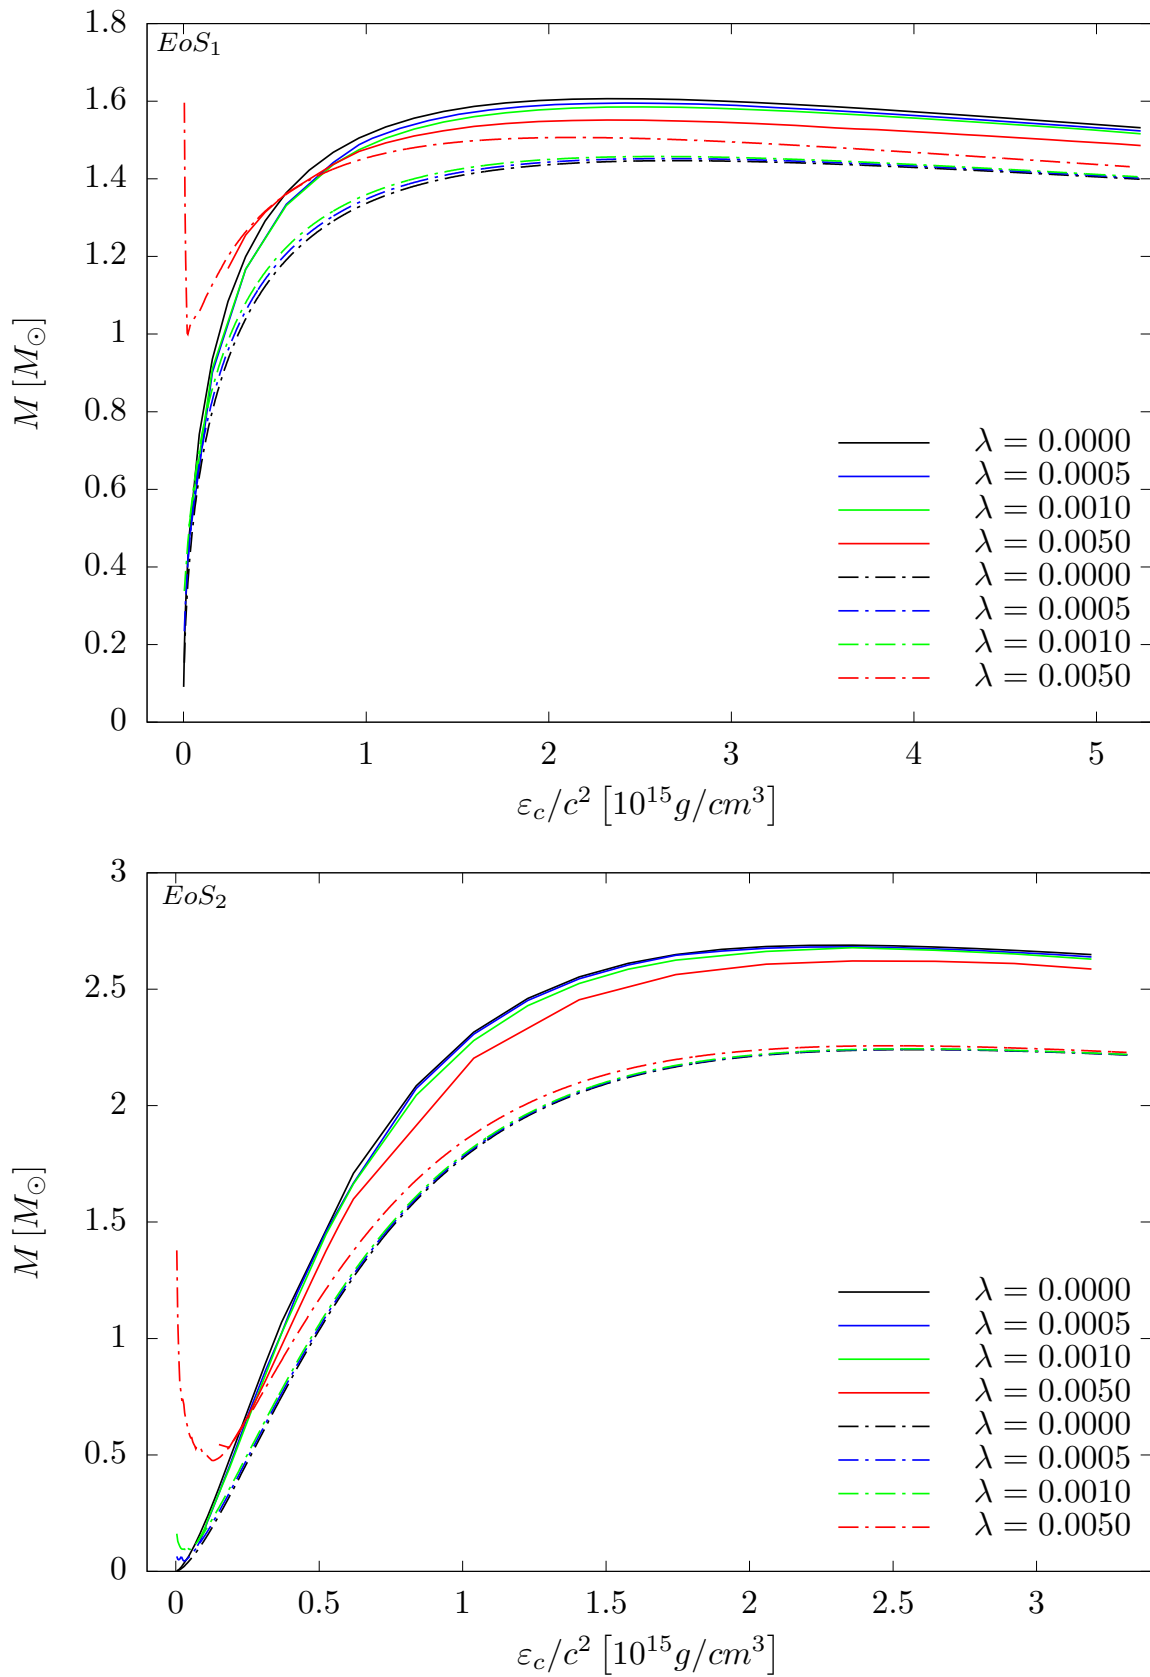 EoS₁
1.8
1.6
1.4
1.2
1
0.8
0.6
0.4
0.2
0
M [M⊙]
λ = 0.0000
λ = 0.0005
λ = 0.0010
λ = 0.0050
λ = 0.0000
λ = 0.0005
λ = 0.0010
λ = 0.0050
0 1 2 3 4 5
ε_c/c² [10¹⁵g/cm³]
EoS₂
3
2.5
2
1.5
1
0.5
0
M [M⊙]
λ = 0.0000
λ = 0.0005
λ = 0.0010
λ = 0.0050
λ = 0.0000
λ = 0.0005
λ = 0.0010
λ = 0.0050
0 0.5 1 1.5 2 2.5 3
ε_c/c² [10¹⁵g/cm³]